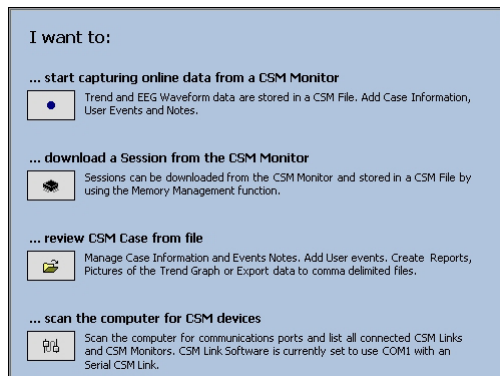 I want to:
... start capturing online data from a CSM Monitor
Trend and EEG Waveform data are stored in a CSM File. Add Case Information,
User Events and Notes.
... download a Session from the CSM Monitor
Sessions can be downloaded from the CSM Monitor and stored in a CSM File by
using the Memory Management function.
... review CSM Case from file
Manage Case Information and Events Notes. Add User events. Create Reports,
Pictures of the Trend Graph or Export data to comma delimited files.
... scan the computer for CSM devices
Scan the computer for communications ports and list all connected CSM Links
and CSM Monitors. CSM Link Software is currently set to use COM1 with an
Serial CSM Link.